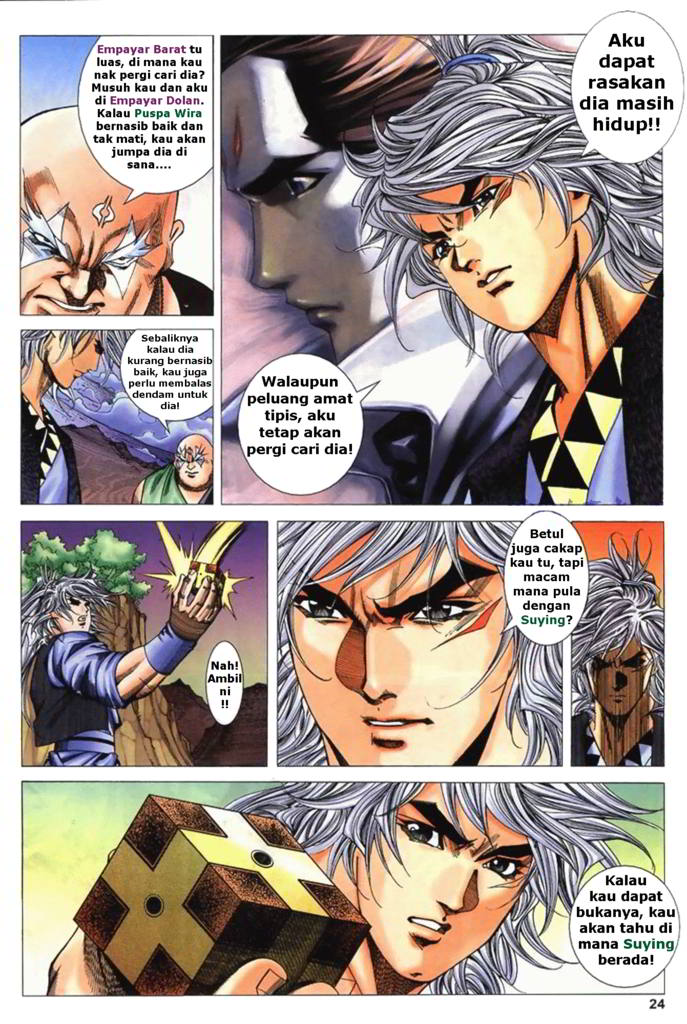 Empayar Barat tu
luas, di mana kau
nak pergi cari dia?
Musuh kau dan aku
di Empayar Dolan.
Kalau Puspa Wira
bernasib baik dan
tak mati, kau akan
jumpa dia di
sana....
Aku
dapat
rasakan
dia masih
hidup!!
Sebaliknya
kalau dia
kurang bernasib
baik, kau juga
perlu membalas
dendam untuk
dia!
Walaupun
peluang amat
tipis, aku
tetap akan
pergi cari dia!
Nah!
Ambil
ni
!!
Betul
juga cakap
kau tu, tapi
macam
mana pula
dengan
Suying?
Kalau
kau dapat
bukanya, kau
akan tahu di
mana Suying
berada!
24